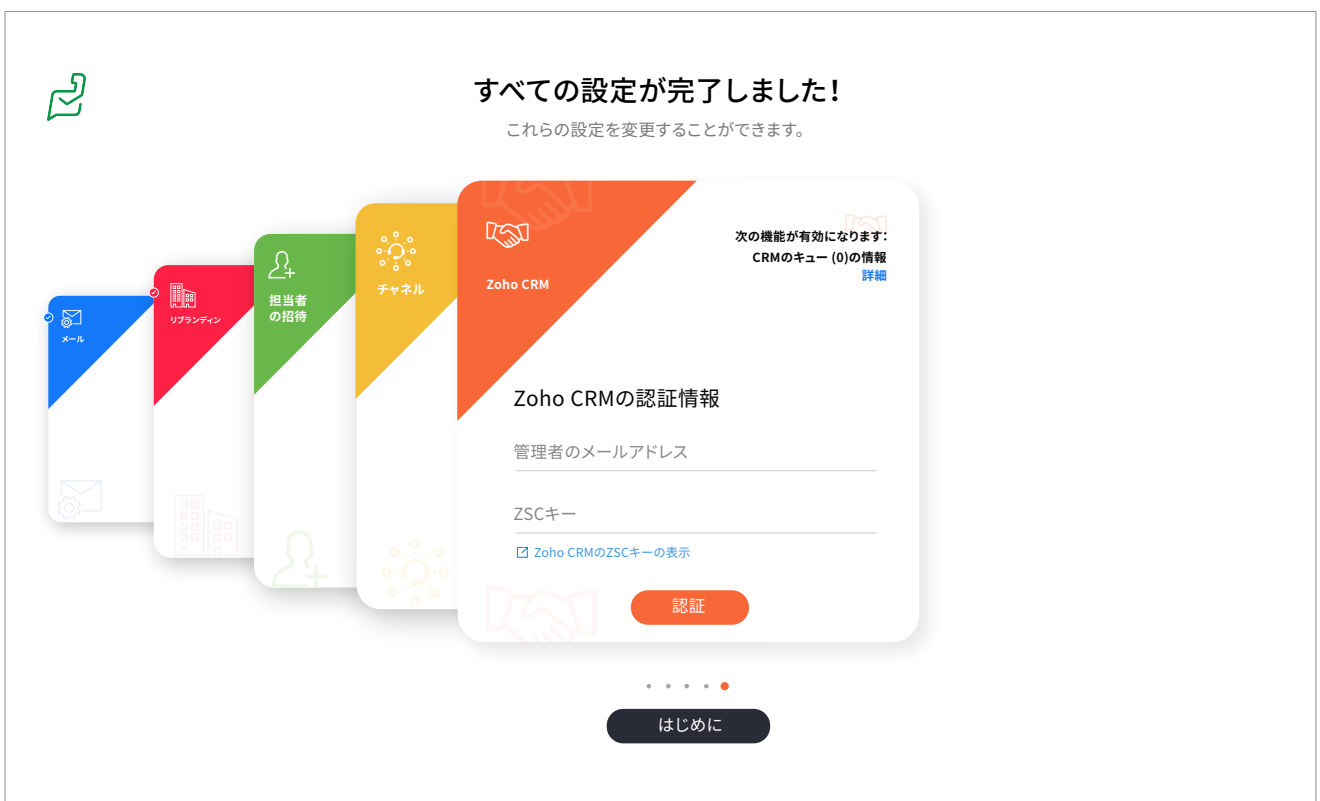 すべての設定が完了しました!
これらの設定を変更することができます。
メール
リブランディン
担当者
の招待
チャネル
Zoho CRM
次の機能が有効になります:
CRMのキュー (0)の情報
詳細
Zoho CRMの認証情報
管理者のメールアドレス
ZSCキー
Zoho CRMのZSCキーの表示
認証
はじめに